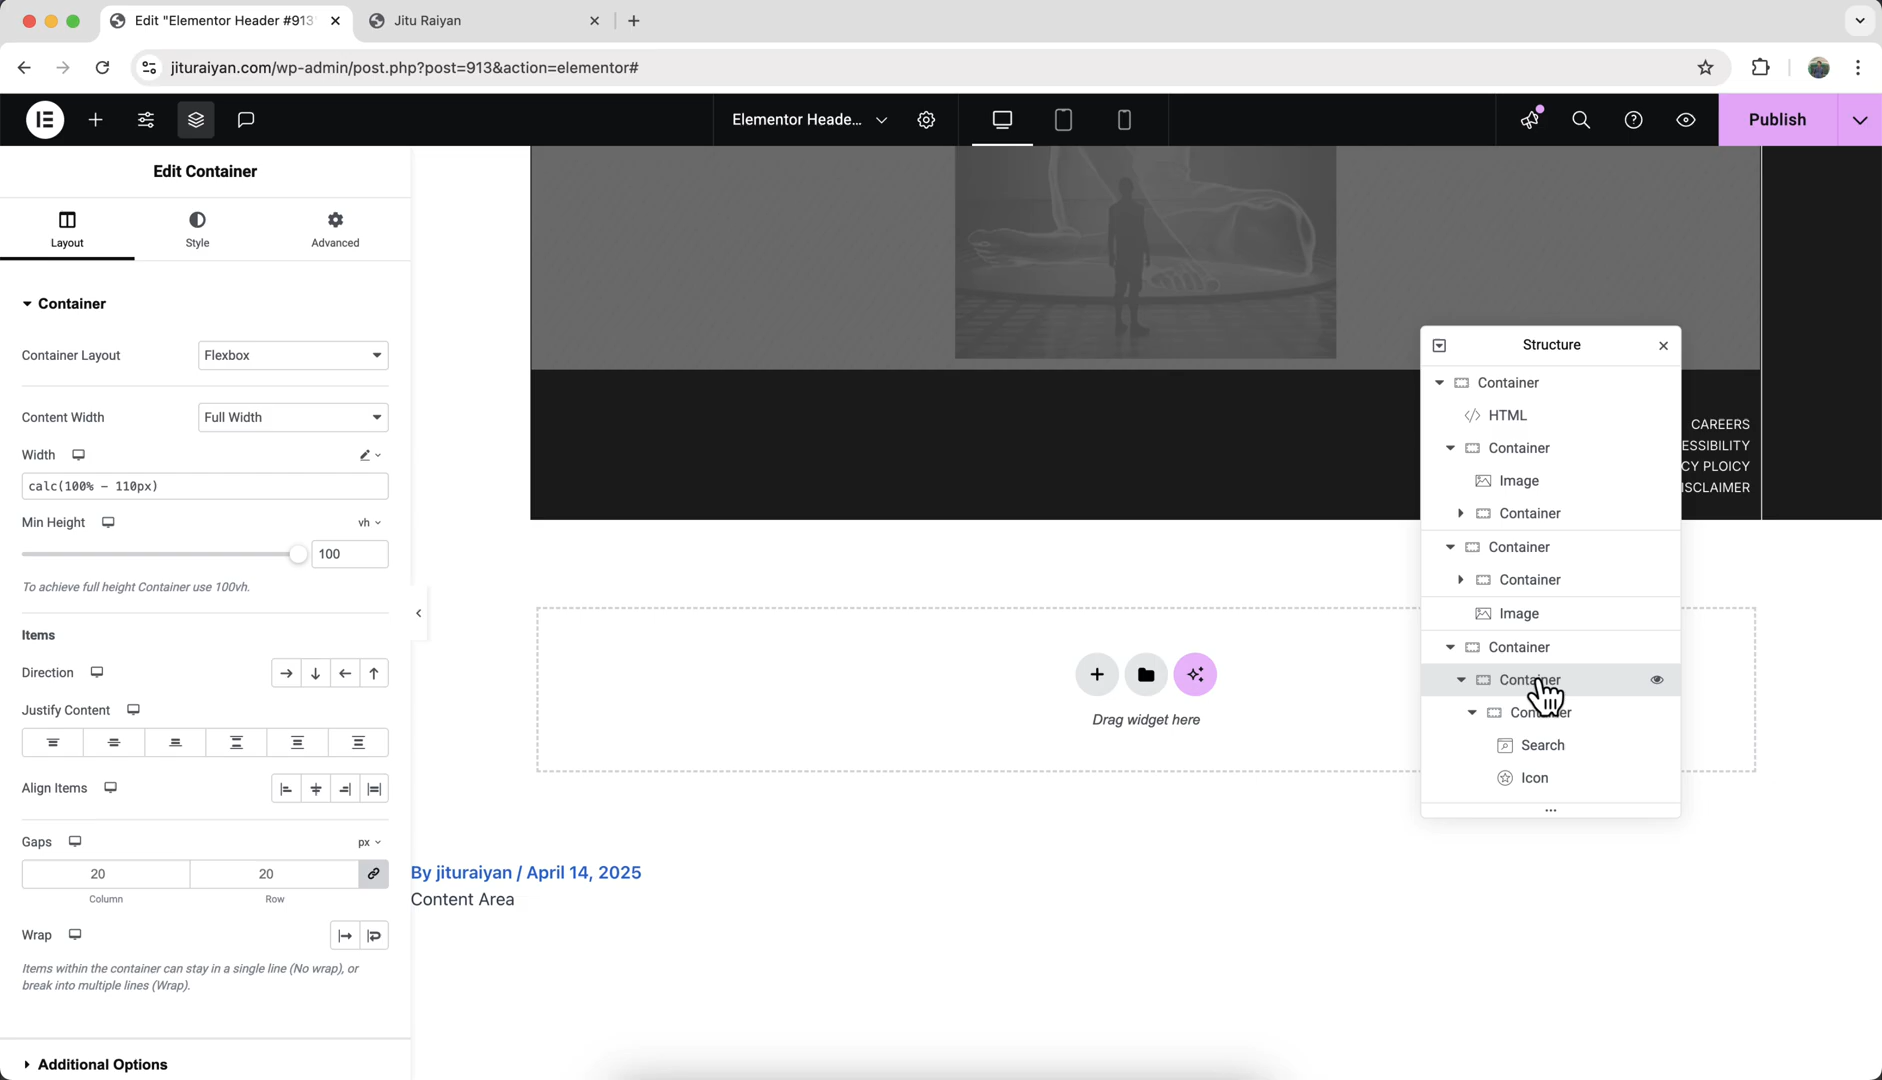 Edit "Elementor Header #913"
Jitu Raiyan
jituraiyan.com/wp-admin/post.php?post=913&action=elementor#
Elementor Heade...
Publish
Edit Container
Layout
Style
Advanced
Container
Container Layout
Flexbox
Content Width
Full Width
Width
calc(100% - 110px)
Min Height
vh
100
To achieve full height Container use 100vh.
Items
Direction
Justify Content
Align Items
Gaps
px
20
20
Column
Row
Wrap
Items within the container can stay in a single line (No wrap), or
break into multiple lines (Wrap).
Additional Options
CAREERS
ESSIBILITY
CY PLOICY
ISCLAIMER
Drag widget here
By jituraiyan / April 14, 2025
Content Area
Structure
Container
HTML
Container
Image
Container
Container
Container
Image
Container
Container
Container
Search
Icon